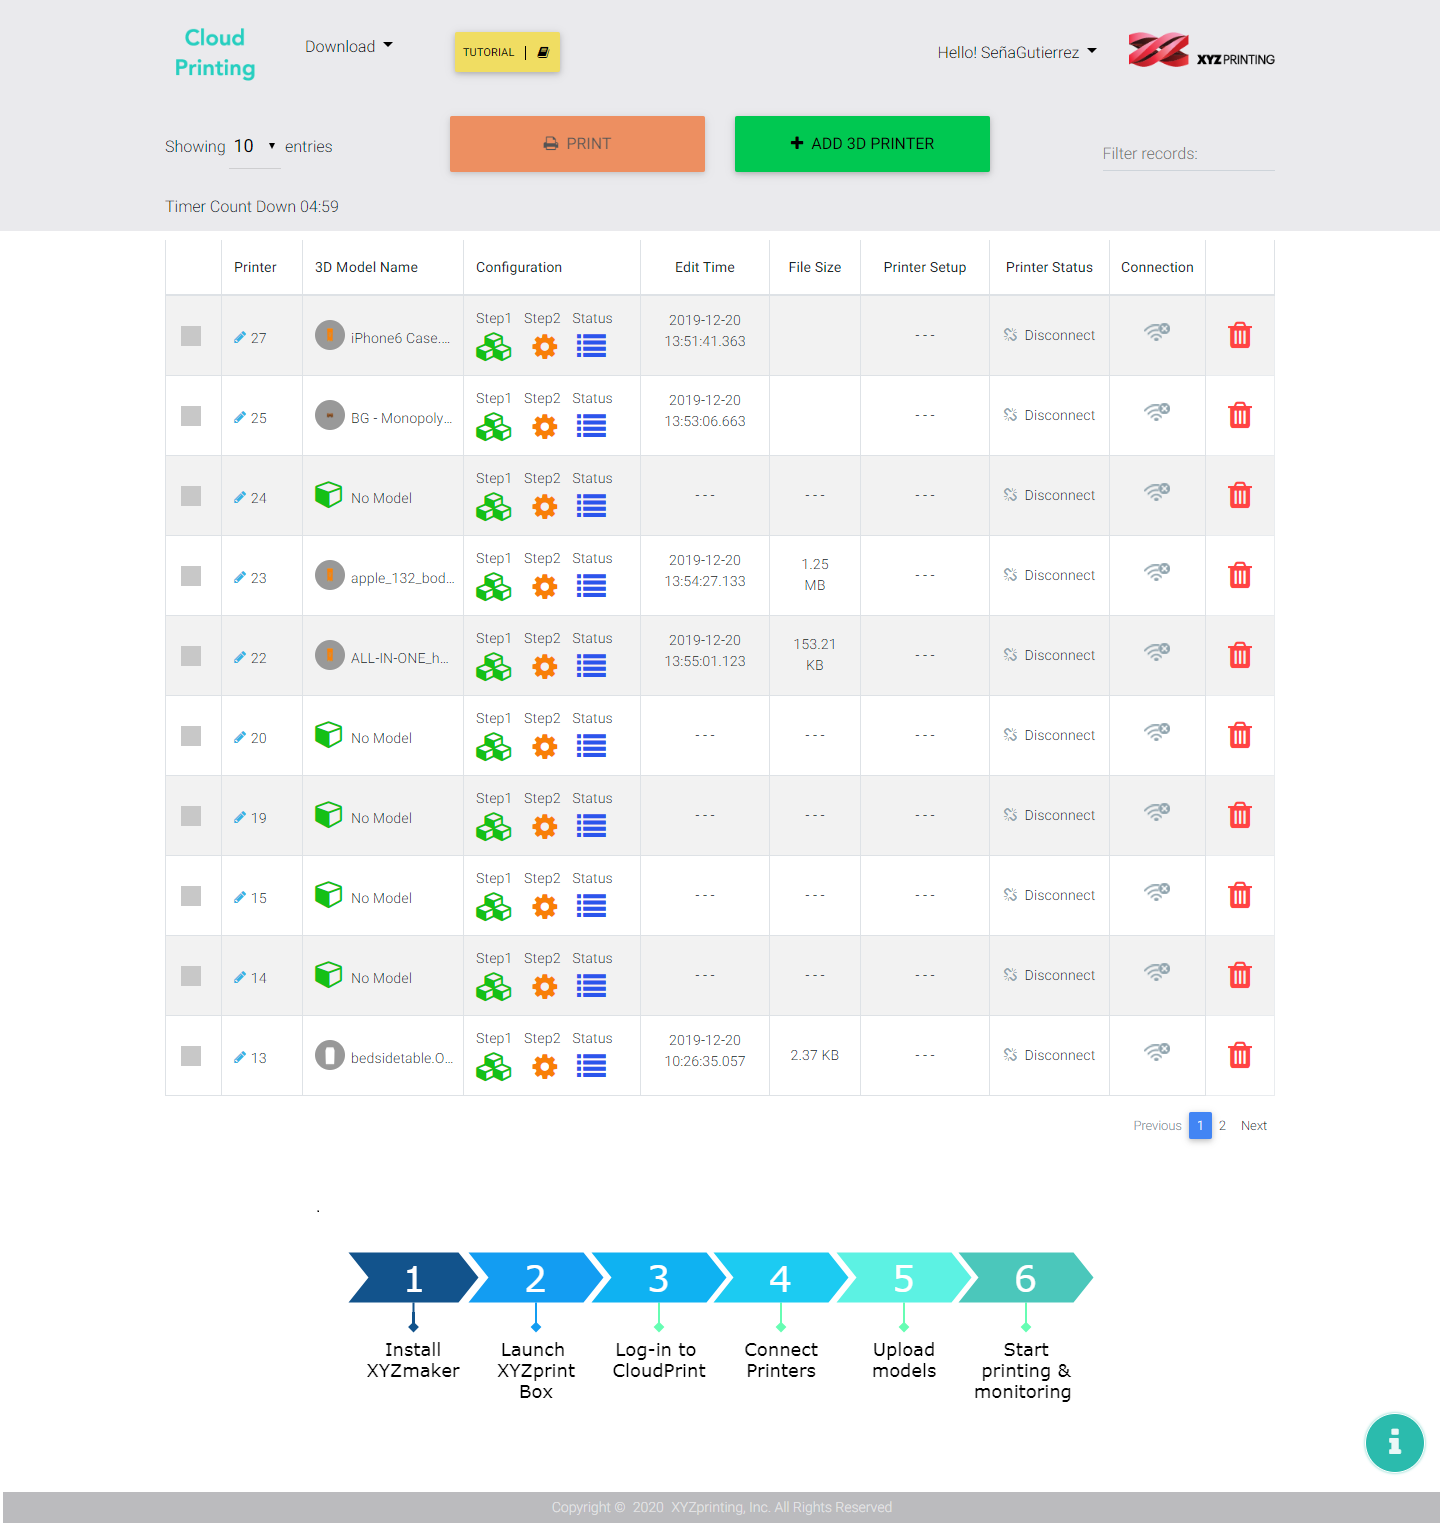 Cloud
Printing
Download
TUTORIAL |
Hello! SeñaGutierrez
XYZPRINTING
Showing 10 entries
PRINT
ADD 3D PRINTER
Filter records:
Timer Count Down 04:59
Printer 3D Model Name Configuration Edit Time File Size Printer Setup Printer Status Connection
27 iPhone6 Case.... Step1 Step2 Status 2019-12-20 13:51:41.363 - - - Disconnect
25 BG - Monopoly... Step1 Step2 Status 2019-12-20 13:53:06.663 - - - Disconnect
24 No Model Step1 Step2 Status - - - - - - - - - Disconnect
23 apple_132_bod... Step1 Step2 Status 2019-12-20 13:54:27.133 1.25 MB - - - Disconnect
22 ALL-IN-ONE_h... Step1 Step2 Status 2019-12-20 13:55:01.123 153.21 KB - - - Disconnect
20 No Model Step1 Step2 Status - - - - - - - - - Disconnect
19 No Model Step1 Step2 Status - - - - - - - - - Disconnect
15 No Model Step1 Step2 Status - - - - - - - - - Disconnect
14 No Model Step1 Step2 Status - - - - - - - - - Disconnect
13 bedsidetable.O... Step1 Step2 Status 2019-12-20 10:26:35.057 2.37 KB - - - Disconnect
Previous 1 2 Next
.
1 2 3 4 5 6
Install
XYZmaker
Launch
XYZprint
Box
Log-in to
CloudPrint
Connect
Printers
Upload
models
Start
printing &
monitoring
Copyright © 2020 XYZprinting, Inc. All Rights Reserved